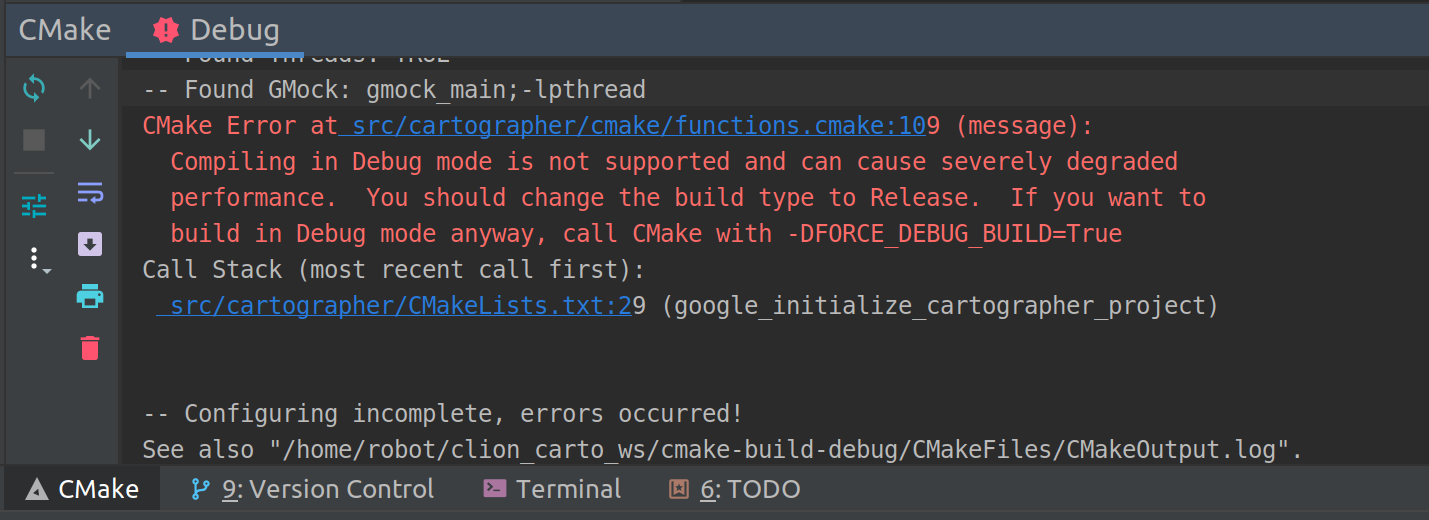 CMake Debug
-- Found Threads: TRUE
-- Found GMock: gmock_main;-lpthread
CMake Error at src/cartographer/cmake/functions.cmake:109 (message):
Compiling in Debug mode is not supported and can cause severely degraded
performance.  You should change the build type to Release.  If you want to
build in Debug mode anyway, call CMake with -DFORCE_DEBUG_BUILD=True
Call Stack (most recent call first):
src/cartographer/CMakeLists.txt:29 (google_initialize_cartographer_project)
-- Configuring incomplete, errors occurred!
See also "/home/robot/clion_carto_ws/cmake-build-debug/CMakeFiles/CMakeOutput.log".
CMake 9: Version Control Terminal 6: TODO